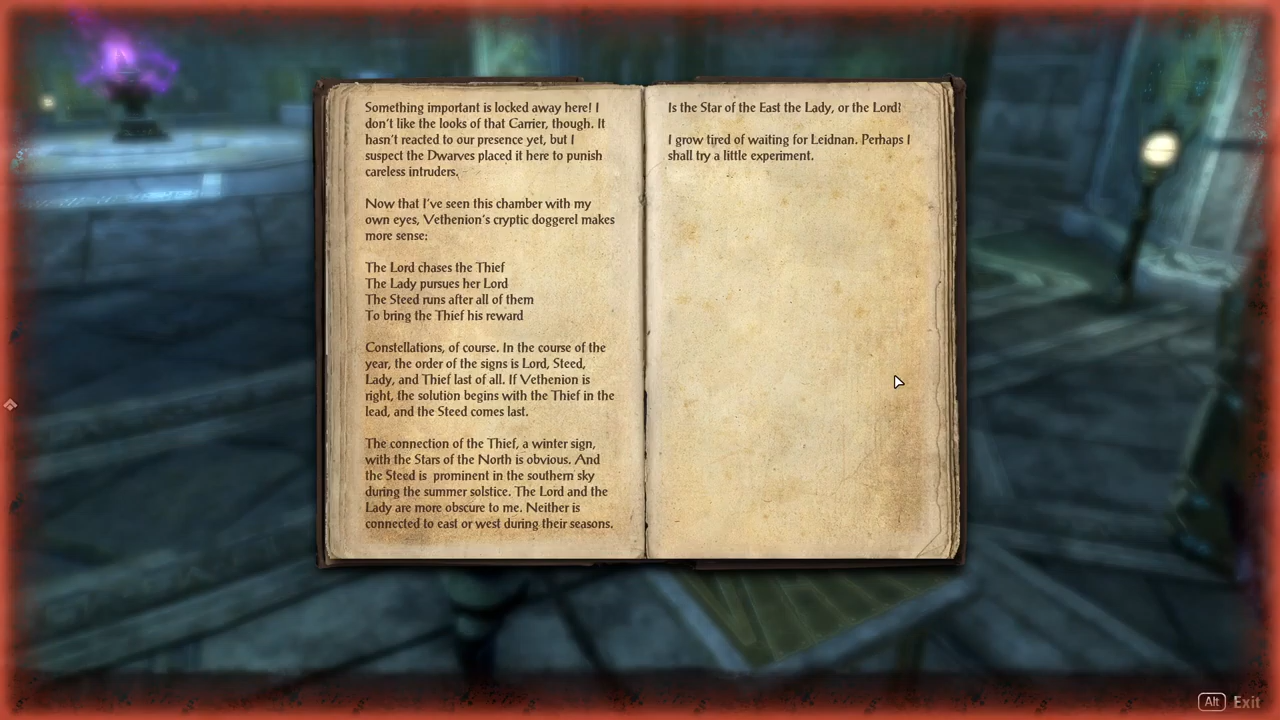 Something important is locked away here! I
don't like the looks of that Carrier, though. It
hasn't reacted to our presence yet, but I
suspect the Dwarves placed it here to punish
careless intruders.
Now that I've seen this chamber with my
own eyes, Vethenion's cryptic doggerel makes
more sense:
The Lord chases the Thief
The Lady pursues her Lord
The Steed runs after all of them
To bring the Thief his reward
Constellations, of course. In the course of the
year, the order of the signs is Lord, Steed,
Lady, and Thief last of all. If Vethenion is
right, the solution begins with the Thief in the
lead, and the Steed comes last.
The connection of the Thief, a winter sign,
with the Stars of the North is obvious. And
the Steed is  prominent in the southern sky
during the summer solstice. The Lord and the
Lady are more obscure to me. Neither is
connected to east or west during their seasons.
Is the Star of the East the Lady, or the Lord?
I grow tired of waiting for Leidnan. Perhaps I
shall try a little experiment.
Alt Exit